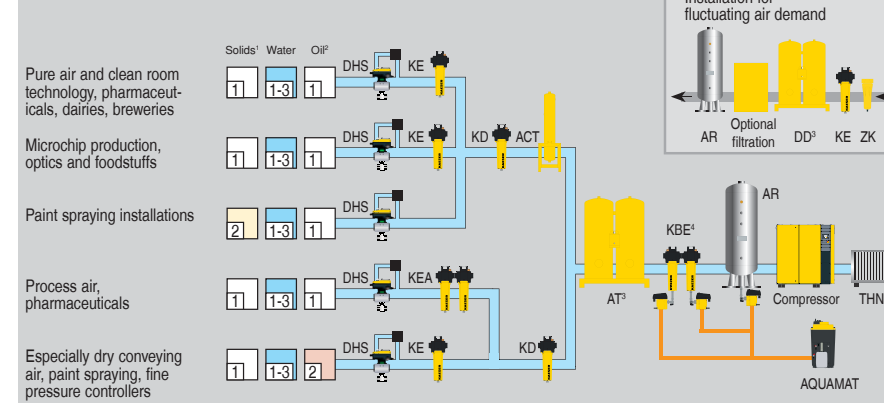 Installation for
fluctuating air demand
AR
Optional
filtration
DD³
KE
ZK
Solids¹
Water
Oil²
Pure air and clean room
technology, pharmaceut-
icals, dairies, breweries
1
1-3
1
DHS
KE
Microchip production,
optics and foodstuffs
1
1-3
1
DHS
KE
KD
ACT
Paint spraying installations
2
1-3
1
DHS
Process air,
pharmaceuticals
1
1-3
1
DHS
KEA
Especially dry conveying
air, paint spraying, fine
pressure controllers
1
1-3
2
DHS
KE
KD
AT³
KBE⁴
AR
Compressor
THN
AQUAMAT